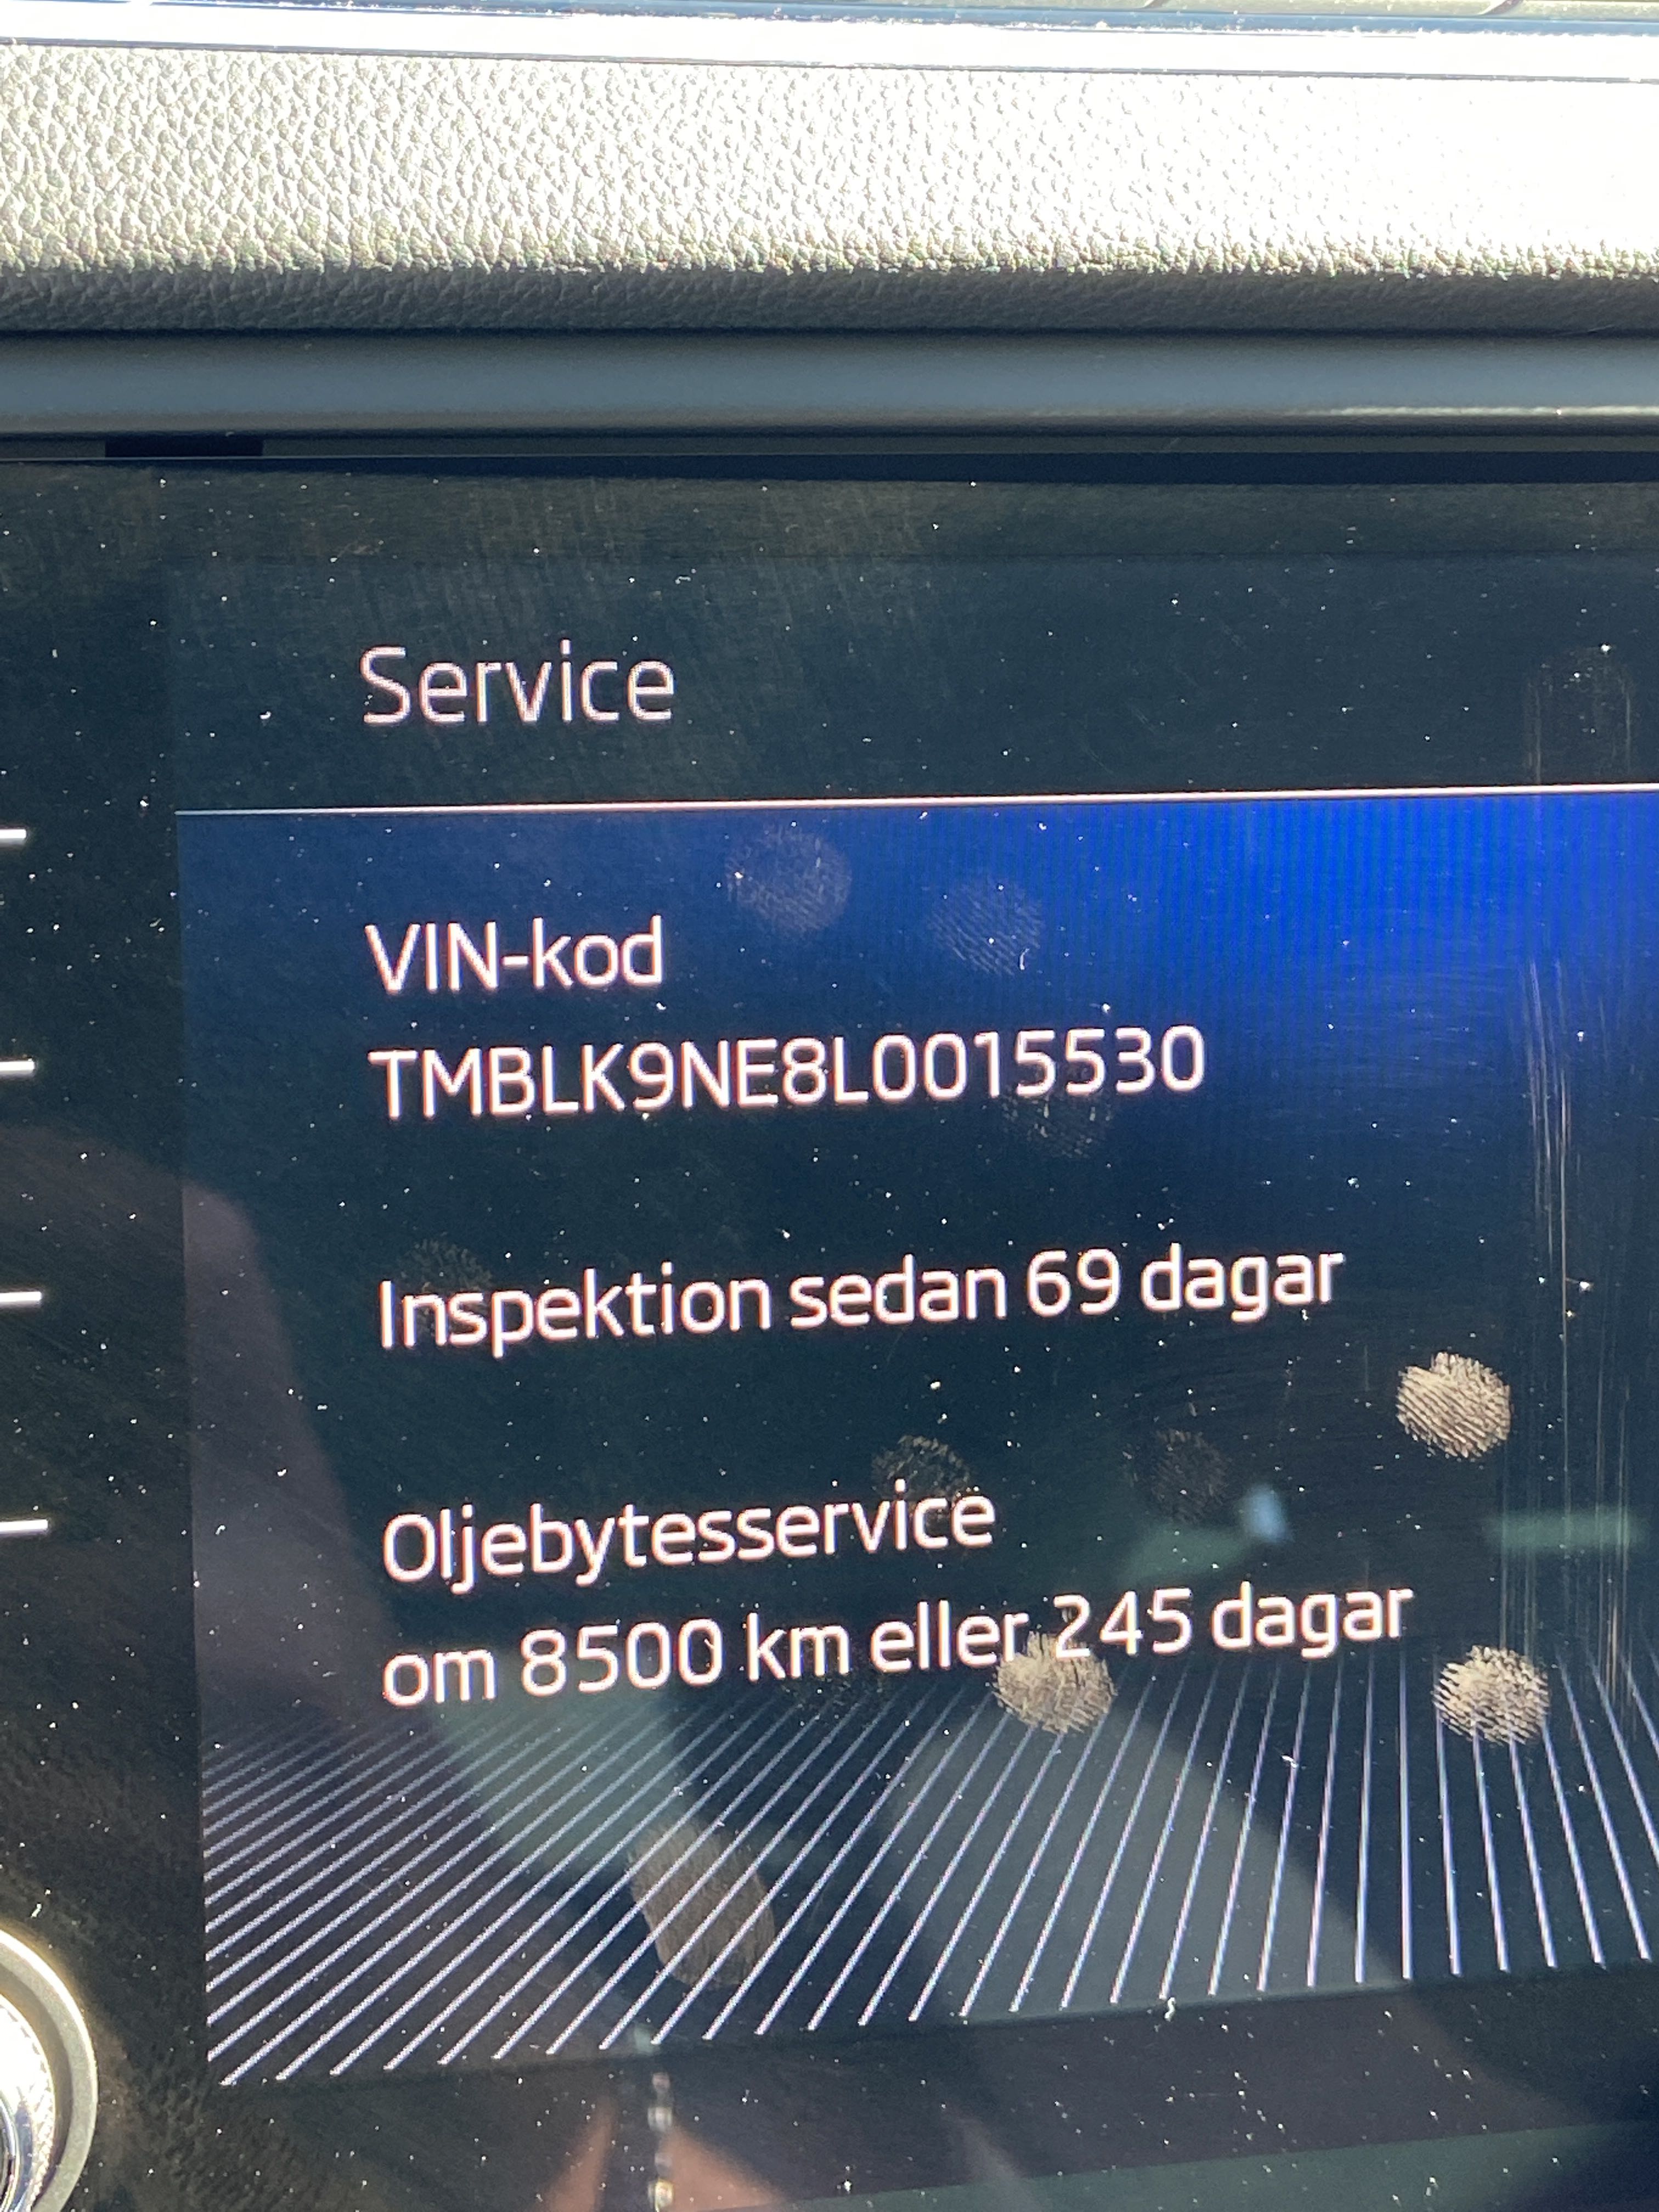 Service
VIN-kod
TMBLK9NE8L0015530
Inspektion sedan 69 dagar
Oljebytesservice
om 8500 km eller 245 dagar